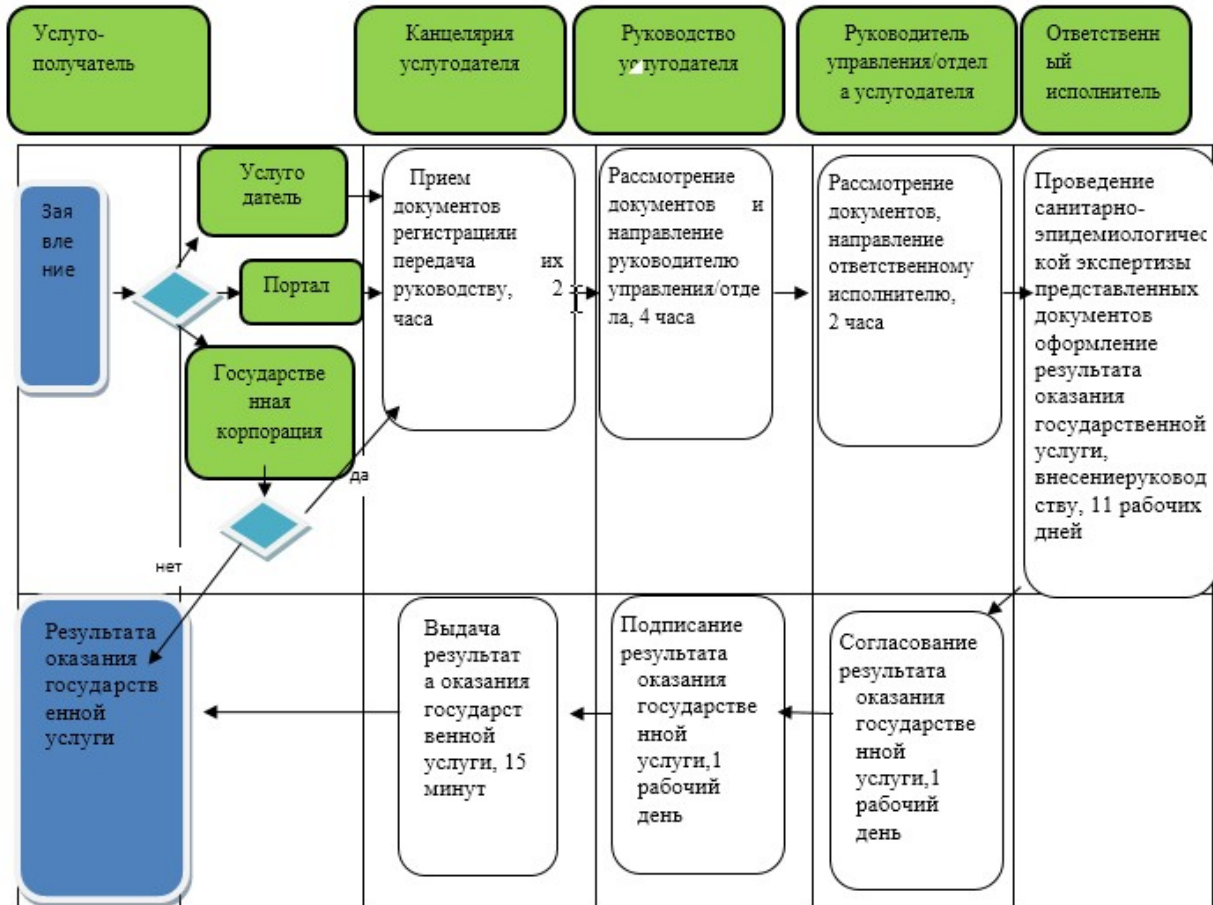 Услуго-
получатель
Канцелярия
услугодателя
Руководство
услугодателя
Руководитель
управления/отдел
а услугодателя
Ответственн
ый
исполнитель
Зая
вле
ние
Услуго
датель
Портал
Государстве
нная
корпорация
да
нет
Прием
документов
регистрацияи
передача их
руководству, 2
часа
Рассмотрение
документов и
направление
руководителю
управления/отде
ла, 4 часа
Рассмотрение
документов,
направление
ответственному
исполнителю,
2 часа
Проведение
санитарно-
эпидемиологичес
кой экспертизы
представленных
документов
оформление
результата
оказания
государственной
услуги,
внесениеруковод
ству, 11 рабочих
дней
Результата
оказания
государств
енной
услуги
Выдача
результат
а оказания
государст
венной
услуги, 15
минут
Подписание
результата
оказания
государстве
нной
услуги,1
рабочий
день
Согласование
результата
оказания
государстве
нной
услуги,1
рабочий
день